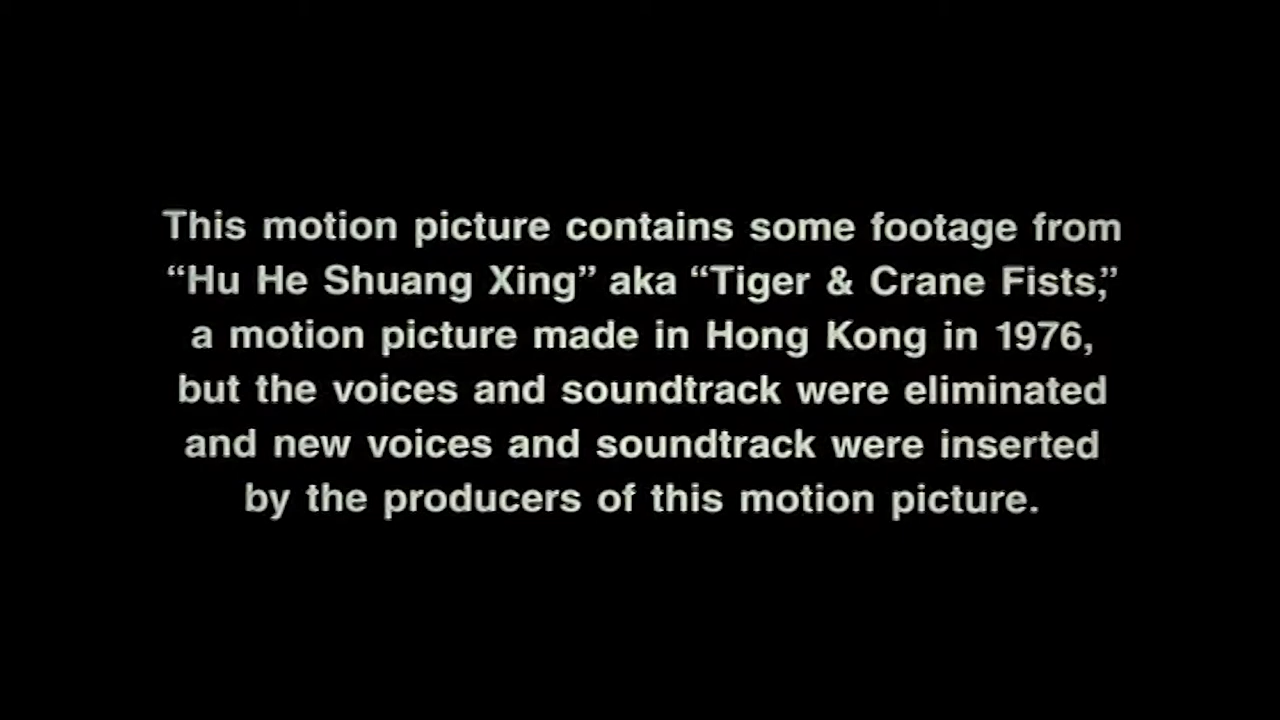 This motion picture contains some footage from
“Hu He Shuang Xing” aka “Tiger & Crane Fists,”
a motion picture made in Hong Kong in 1976,
but the voices and soundtrack were eliminated
and new voices and soundtrack were inserted
by the producers of this motion picture.